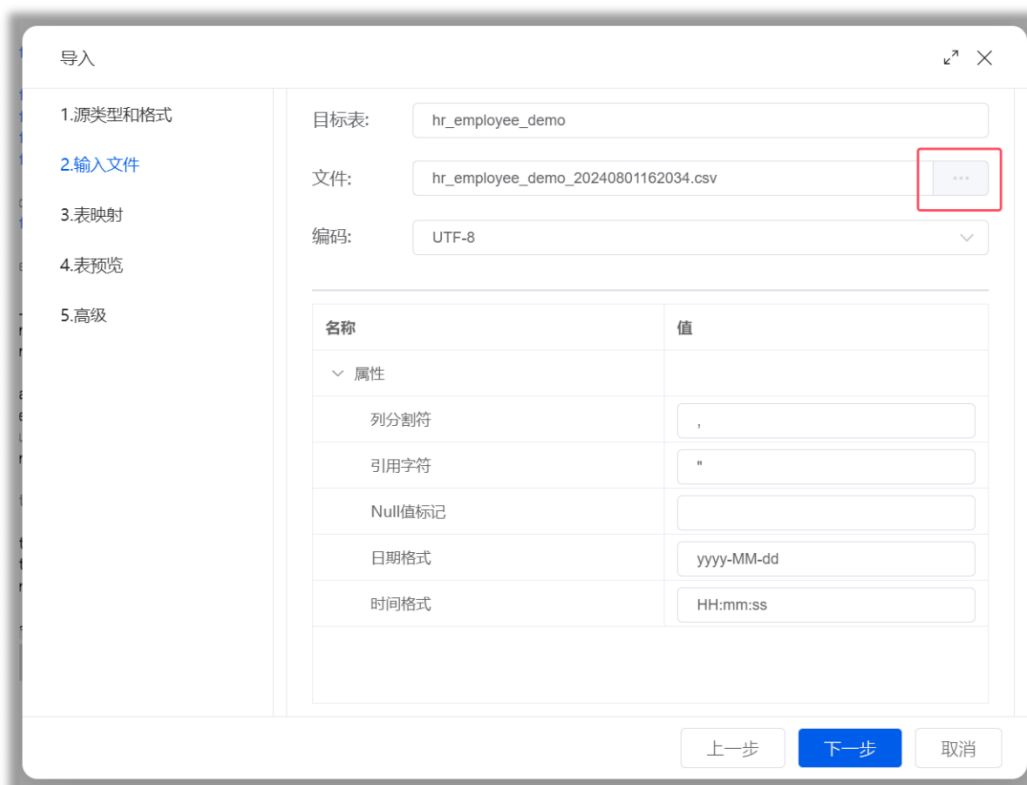 导入
1.源类型和格式
2.输入文件
3.表映射
4.表预览
5.高级
目标表: hr_employee_demo
文件: hr_employee_demo_20240801162034.csv ...
编码: UTF-8
名称 值
属性
列分割符 ,
引用字符 "
Null值标记
日期格式 yyyy-MM-dd
时间格式 HH:mm:ss
上一步 下一步 取消